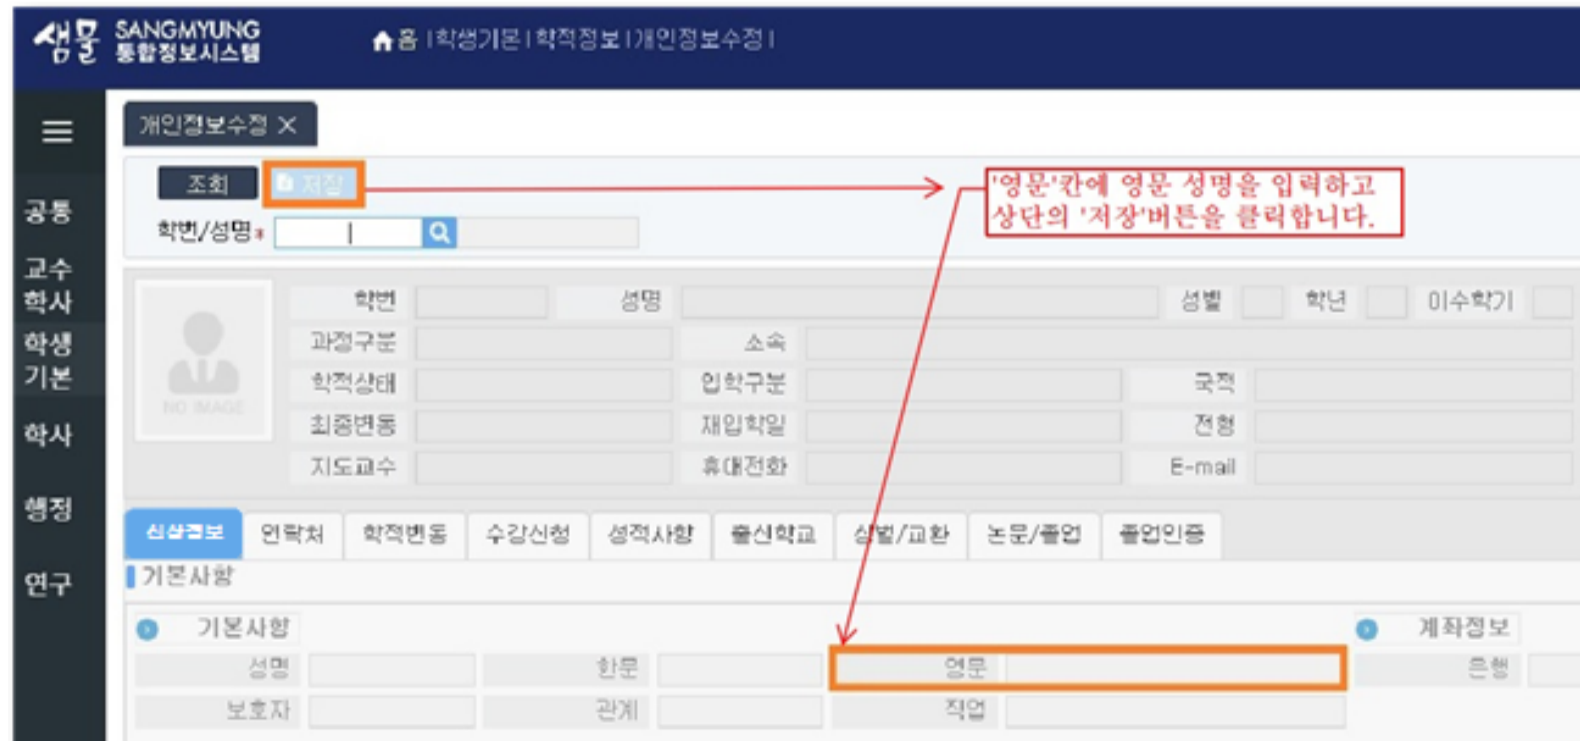 샘물 SANGMYUNG 통합정보시스템
홈 | 학생기본 | 학적정보 | 개인정보수정 |
개인정보수정 ×
조회 저장
'영문'칸에 영문 성명을 입력하고
상단의 '저장'버튼을 클릭합니다.
학번/성명*
공통
교수
학사
학생
기본
학사
행정
연구
NO IMAGE
학번 성명 성별 학년 이수학기
과정구분 소속
학적상태 입학구분 국적
최종변동 재입학일 전형
지도교수 휴대전화 E-mail
신상정보 연락처 학적변동 수강신청 성적사항 출신학교 상벌/교환 논문/졸업 졸업인증
기본사항
기본사항 계좌정보
성명 한문 영문 은행
보호자 관계 직업